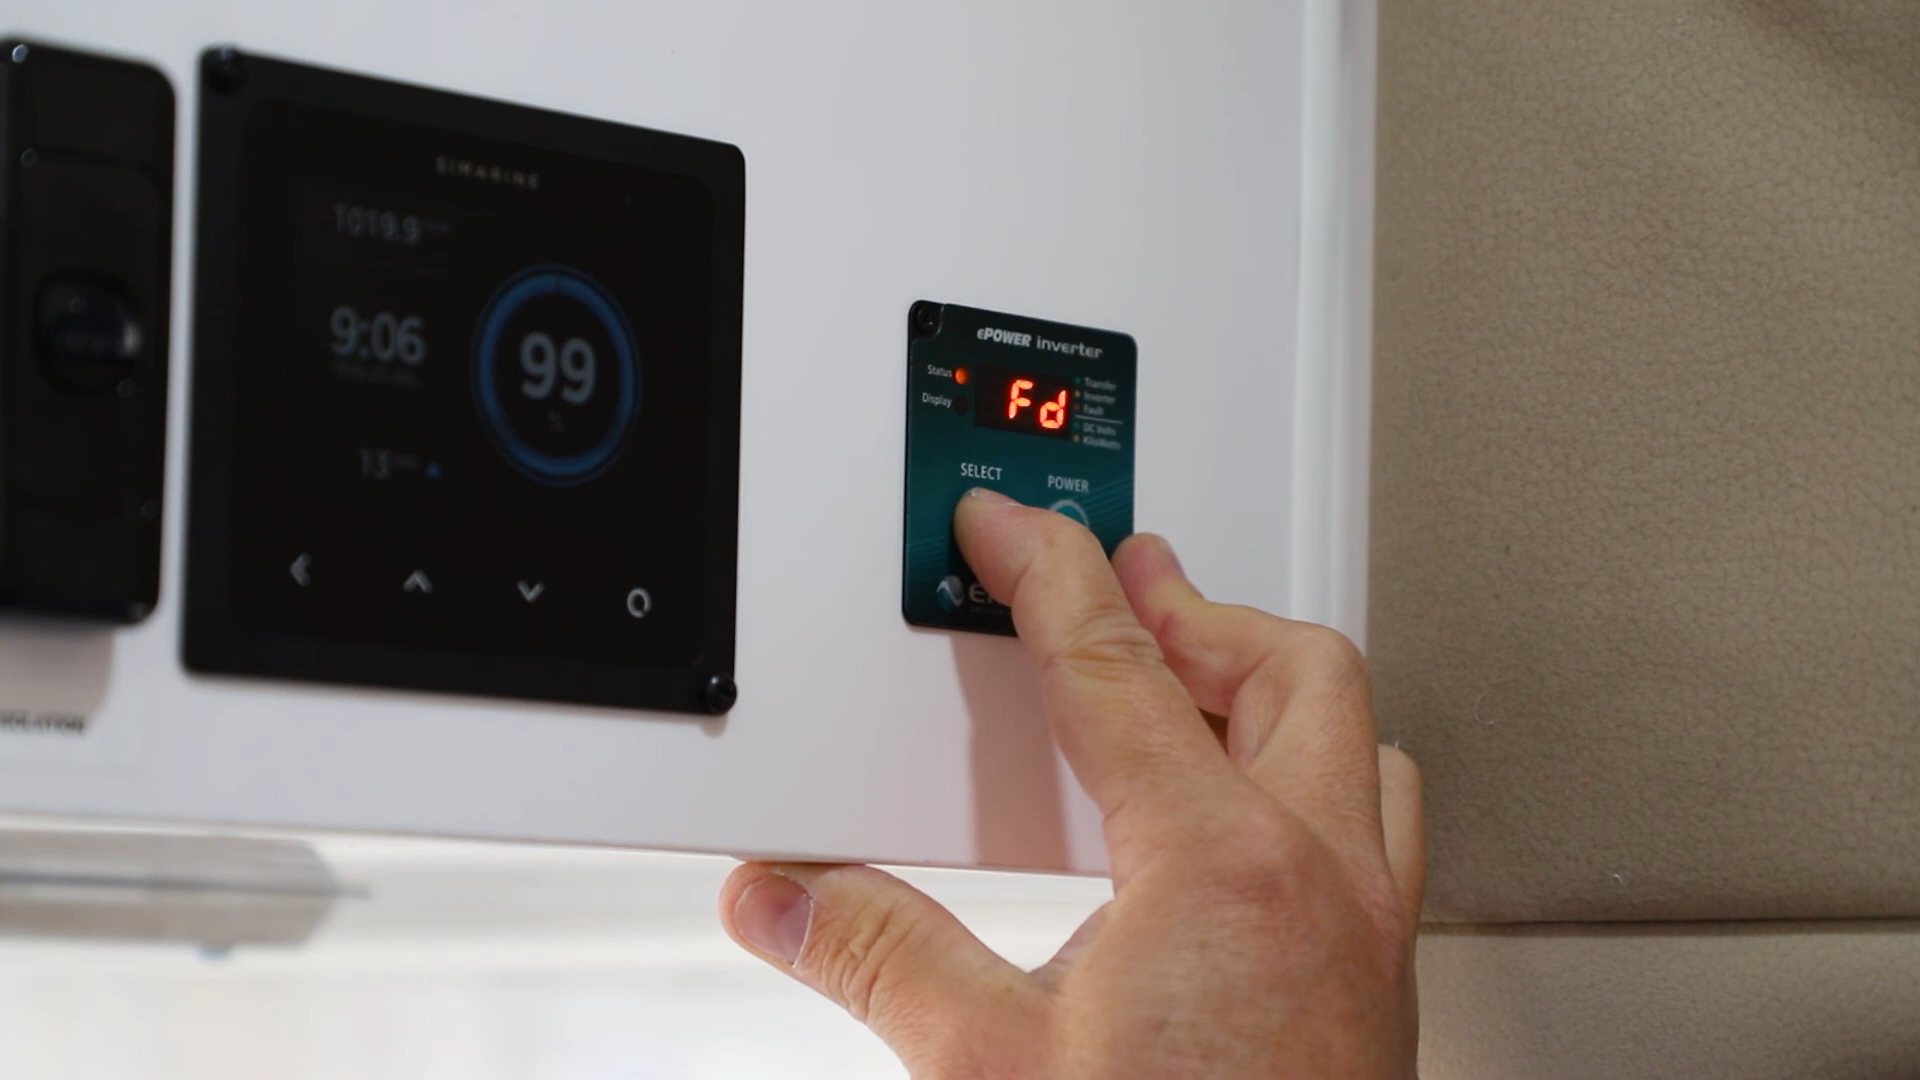 SIMARINE
1019.9
9:06
99
%
13
ePOWER inverter
Status
Display
Fd
Transfer
Inverter
Fault
DC Volts
KiloWatts
SELECT
POWER